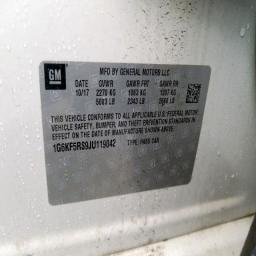 GM
MFD BY GENERAL MOTORS LLC
DATE GVWR GAWR FRT GAWR RR
10/17 2270 KG 1063 KG 1207 KG
5003 LB 2343 LB 2660 LB
THIS VEHICLE CONFORMS TO ALL APPLICABLE U.S. FEDERAL MOTOR
VEHICLE SAFETY, BUMPER, AND THEFT PREVENTION STANDARDS IN
EFFECT ON THE DATE OF MANUFACTURE SHOWN ABOVE.
1G6KF5RS9JU119042 TYPE: PASS CAR